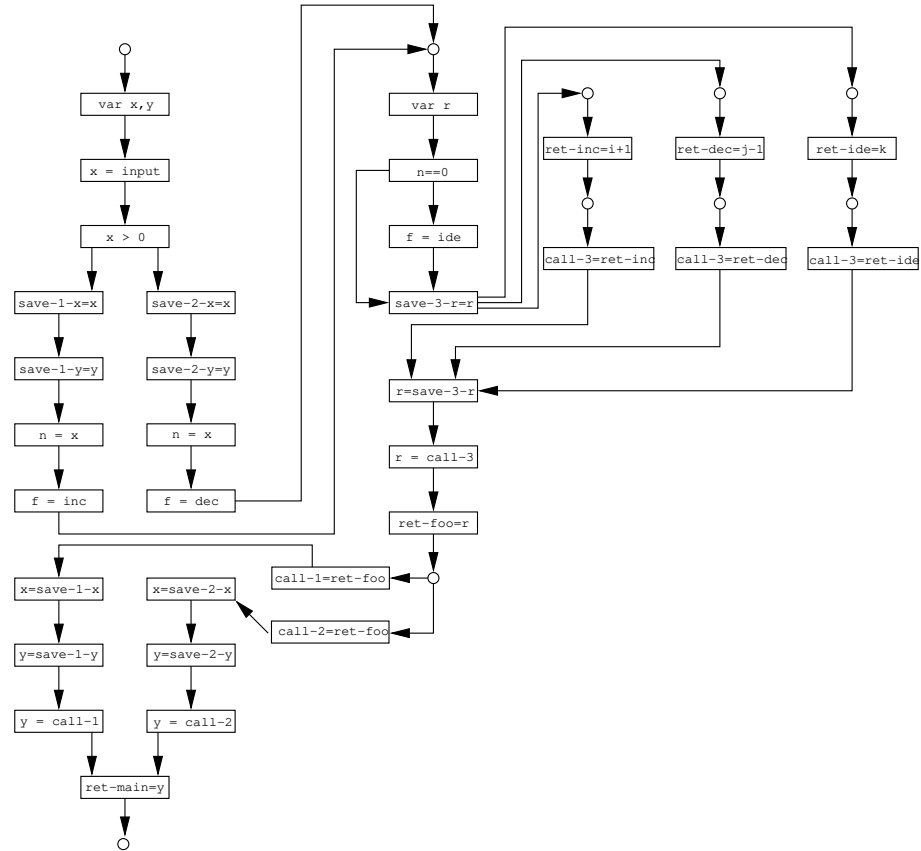 var x,y
x = input
x > 0
save-1-x=x
save-1-y=y
n = x
f = inc
save-2-x=x
save-2-y=y
n = x
f = dec
var r
n==0
f = ide
save-3-r=r
ret-inc=i+1
call-3=ret-inc
ret-dec=j-1
call-3=ret-dec
ret-ide=k
call-3=ret-ide
r=save-3-r
r = call-3
ret-foo=r
call-1=ret-foo
call-2=ret-foo
x=save-1-x
y=save-1-y
y = call-1
x=save-2-x
y=save-2-y
y = call-2
ret-main=y